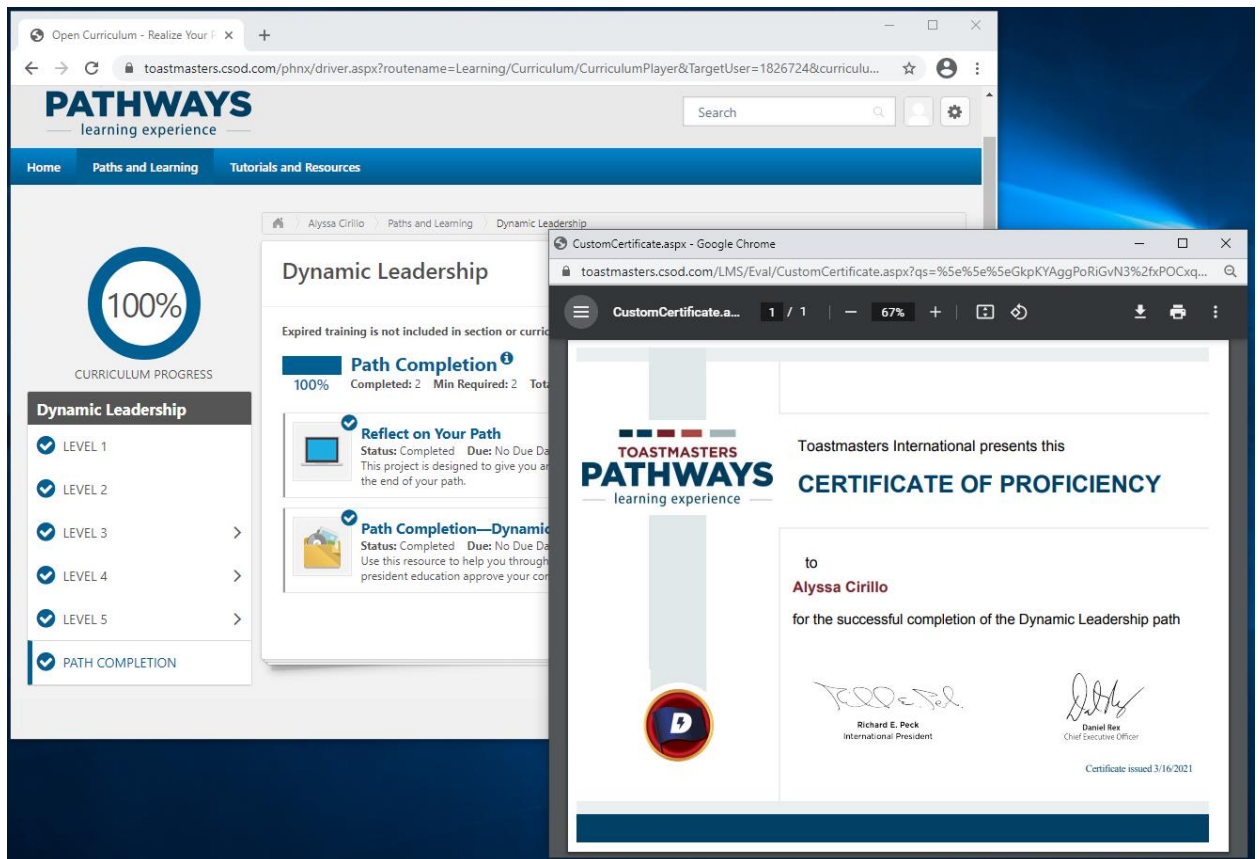 Open Curriculum - Realize Your
toastmasters.csod.com/phnx/driver.aspx?routename=Learning/Curriculum/CurriculumPlayer&TargetUser=1826724&curriculu...
PATHWAYS
learning experience
Search
Home Paths and Learning Tutorials and Resources
Alyssa Cirillo Paths and Learning Dynamic Leadership
100%
CURRICULUM PROGRESS
Dynamic Leadership
LEVEL 1
LEVEL 2
LEVEL 3
LEVEL 4
LEVEL 5
PATH COMPLETION
Dynamic Leadership
Expired training is not included in section or curric
Path Completion
100% Completed: 2 Min Required: 2 Tota
Reflect on Your Path
Status: Completed Due: No Due Da
This project is designed to give you an
the end of your path.
Path Completion—Dynamic
Status: Completed Due: No Due Da
Use this resource to help you through
president education approve your con
CustomCertificate.aspx - Google Chrome
toastmasters.csod.com/LMS/Eval/CustomCertificate.aspx?qs=%5e%5e%5eGkpKYAggPoRiGvN3%2fxPOCxq...
CustomCertificate.a... 1 / 1 67%
TOASTMASTERS
PATHWAYS
learning experience
D
Toastmasters International presents this
CERTIFICATE OF PROFICIENCY
to
Alyssa Cirillo
for the successful completion of the Dynamic Leadership path
Richard E. Peck
International President
Daniel Rex
Chief Executive Officer
Certificate issued 3/16/2021